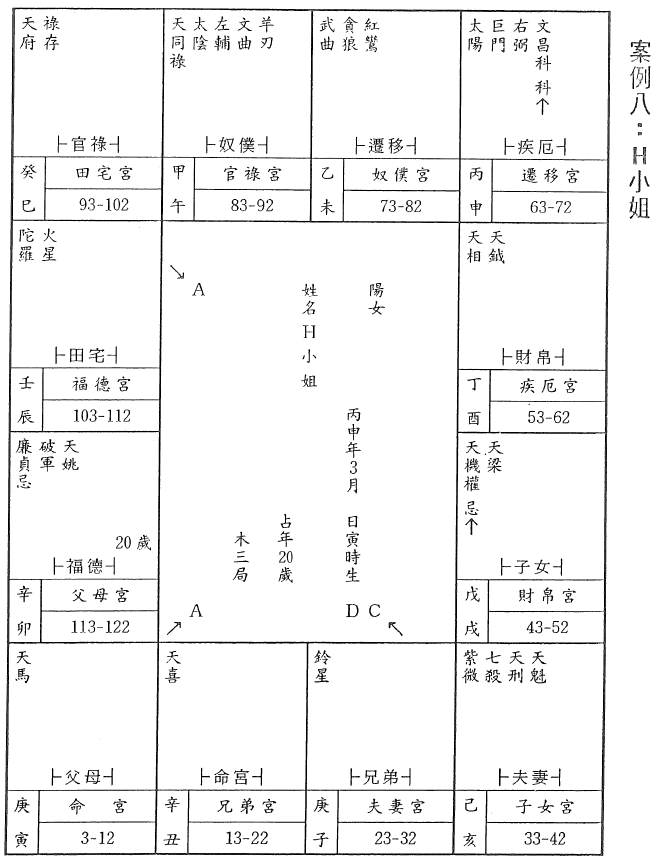 案例八：H小姐
天府
祿存
├官祿┤
癸巳
田宅宮
93-102
天同祿
太陰
左輔
文曲
羊刃
├奴僕┤
甲午
官祿宮
83-92
武曲
貪狼
紅鸞
├遷移┤
乙未
奴僕宮
73-82
太陽
巨門
右弼
文昌科 科↑
├疾厄┤
丙申
遷移宮
63-72
陀羅
火星
├田宅┤
壬辰
福德宮
103-112
↘A
陽女
姓名H小姐
丙申年3月 日寅時生
占年20歲
木三局
↗A
D C↖
天相
天鉞
├財帛┤
丁酉
疾厄宮
53-62
廉貞忌
破軍
天姚
20歲
├福德┤
辛卯
父母宮
113-122
天機權 忌↑
天梁
├子女┤
戊戌
財帛宮
43-52
天馬
├父母┤
庚寅
命宮
3-12
天喜
├命宮┤
辛丑
兄弟宮
13-22
鈴星
├兄弟┤
庚子
夫妻宮
23-32
紫微
七殺
天刑
天魁
├夫妻┤
己亥
子女宮
33-42